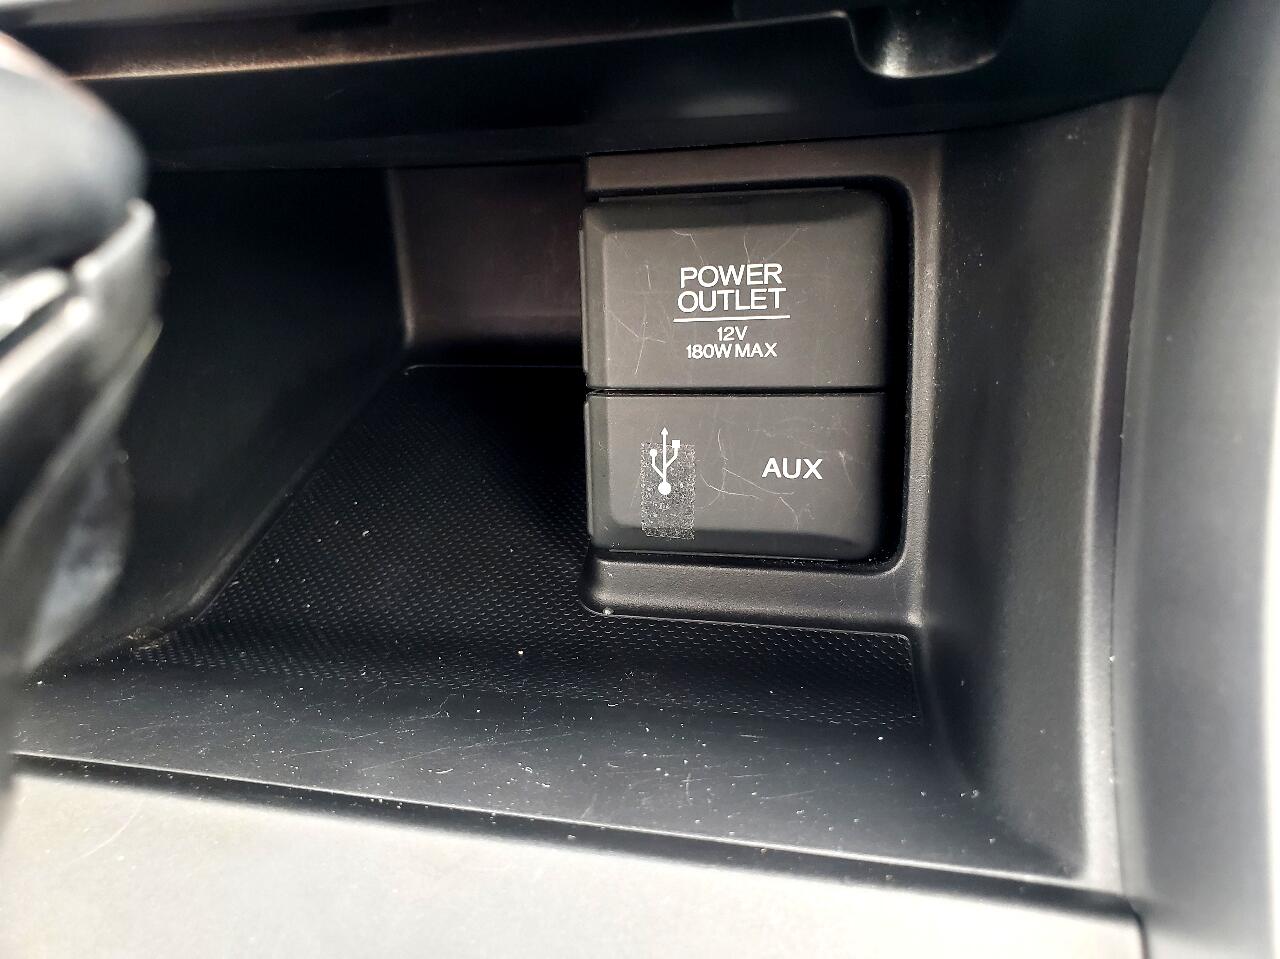 POWER
OUTLET
12V
180W MAX
AUX